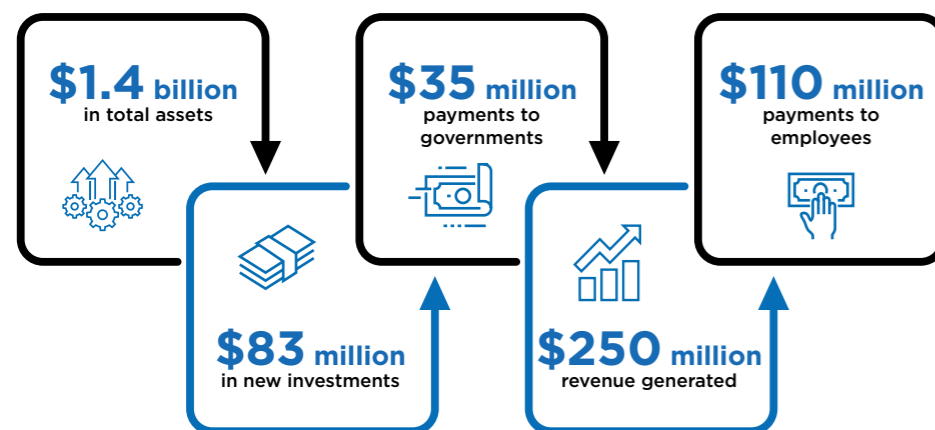 $1.4 billion
in total assets
$83 million
in new investments
$35 million
payments to
governments
$250 million
revenue generated
$110 million
payments to
employees